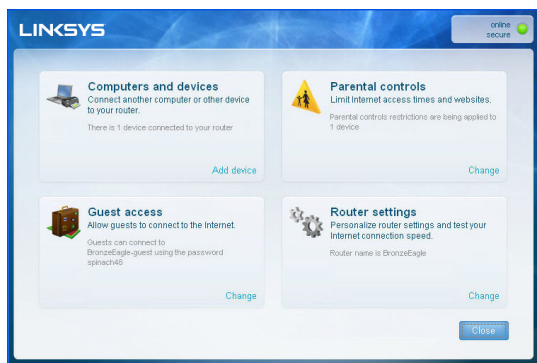 LINKSYS
online
secure
Computers and devices
Connect another computer or other device
to your router.
There is 1 device connected to your router
Add device
Parental controls
Limit Internet access times and websites.
Parental controls restrictions are being applied to
1 device
Change
Guest access
Allow guests to connect to the Internet.
Guests can connect to
BronzeEagle-guest using the password
spinach46
Change
Router settings
Personalize router settings and test your
Internet connection speed.
Router name is BronzeEagle
Change
Close